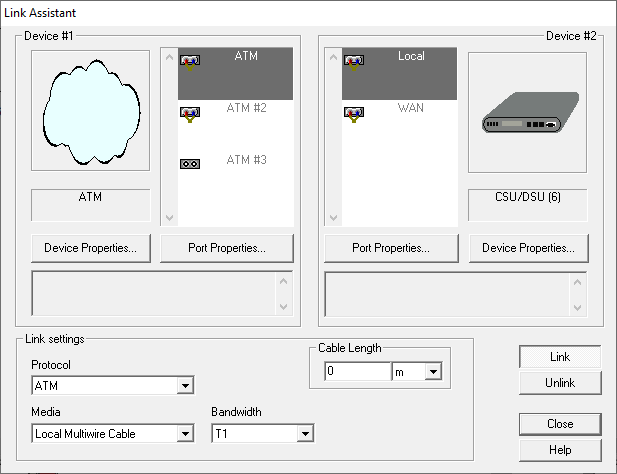 Link Assistant
Device #1
ATM
ATM #2
ATM #3
ATM
Device Properties...
Port Properties...
Device #2
Local
WAN
CSU/DSU (6)
Port Properties...
Device Properties...
Link settings
Protocol
ATM
Cable Length
0
m
Media
Local Multiwire Cable
Bandwidth
T1
Link
Unlink
Close
Help